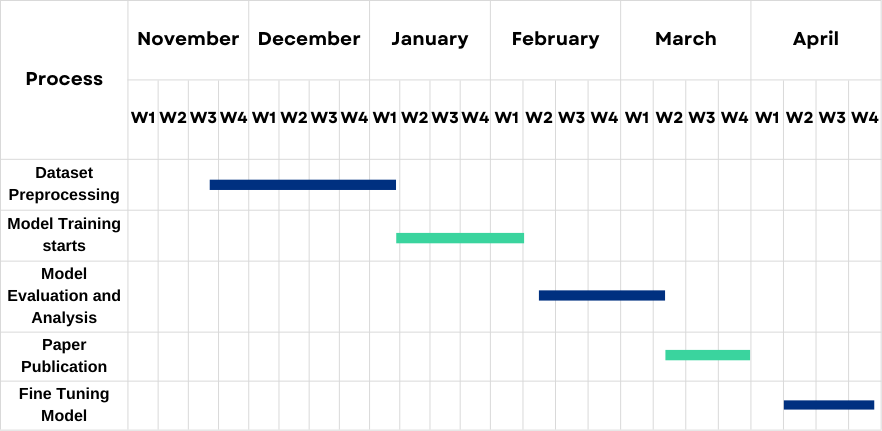 Process
November December January February March April
W1 W2 W3 W4 W1 W2 W3 W4 W1 W2 W3 W4 W1 W2 W3 W4 W1 W2 W3 W4 W1 W2 W3 W4
Dataset
Preprocessing
Model Training
starts
Model
Evaluation and
Analysis
Paper
Publication
Fine Tuning
Model